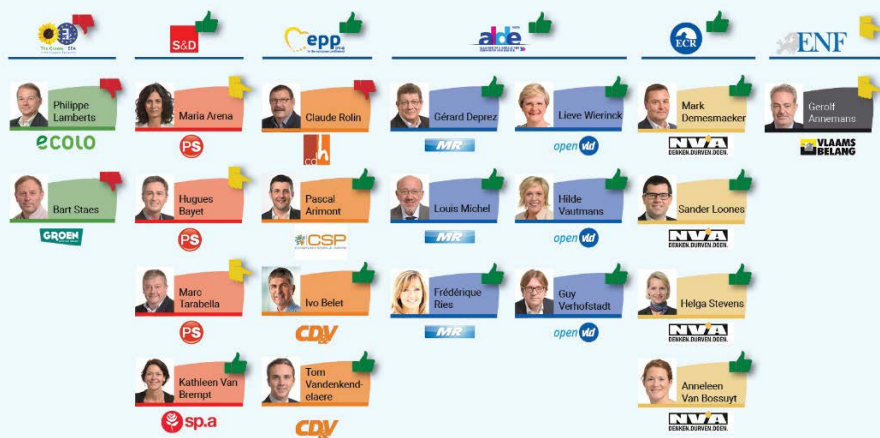 S&D
epp
alde
ECR
ENF
Philippe
Lamberts
ecolo
Maria Arena
PS
Claude Rolin
cdh
Gérard Deprez
MR
Lieve Wierinck
open vld
Mark
Demesmaeker
N-VA
DENKEN.DURVEN.DOEN.
Gerolf
Annemans
VLAAMS
BELANG
Bart Staes
GROEN
Hugues
Bayet
PS
Pascal
Arimont
CSP
Louis Michel
MR
Hilde
Vautmans
open vld
Sander Loones
N-VA
DENKEN.DURVEN.DOEN.
Marc
Tarabella
PS
Ivo Belet
CD&V
Frédérique
Ries
MR
Guy
Verhofstadt
open vld
Helga Stevens
N-VA
DENKEN.DURVEN.DOEN.
Kathleen Van
Brempt
sp.a
Tom
Vandenkend-
elaere
CD&V
Anneleen
Van Bossuyt
N-VA
DENKEN.DURVEN.DOEN.